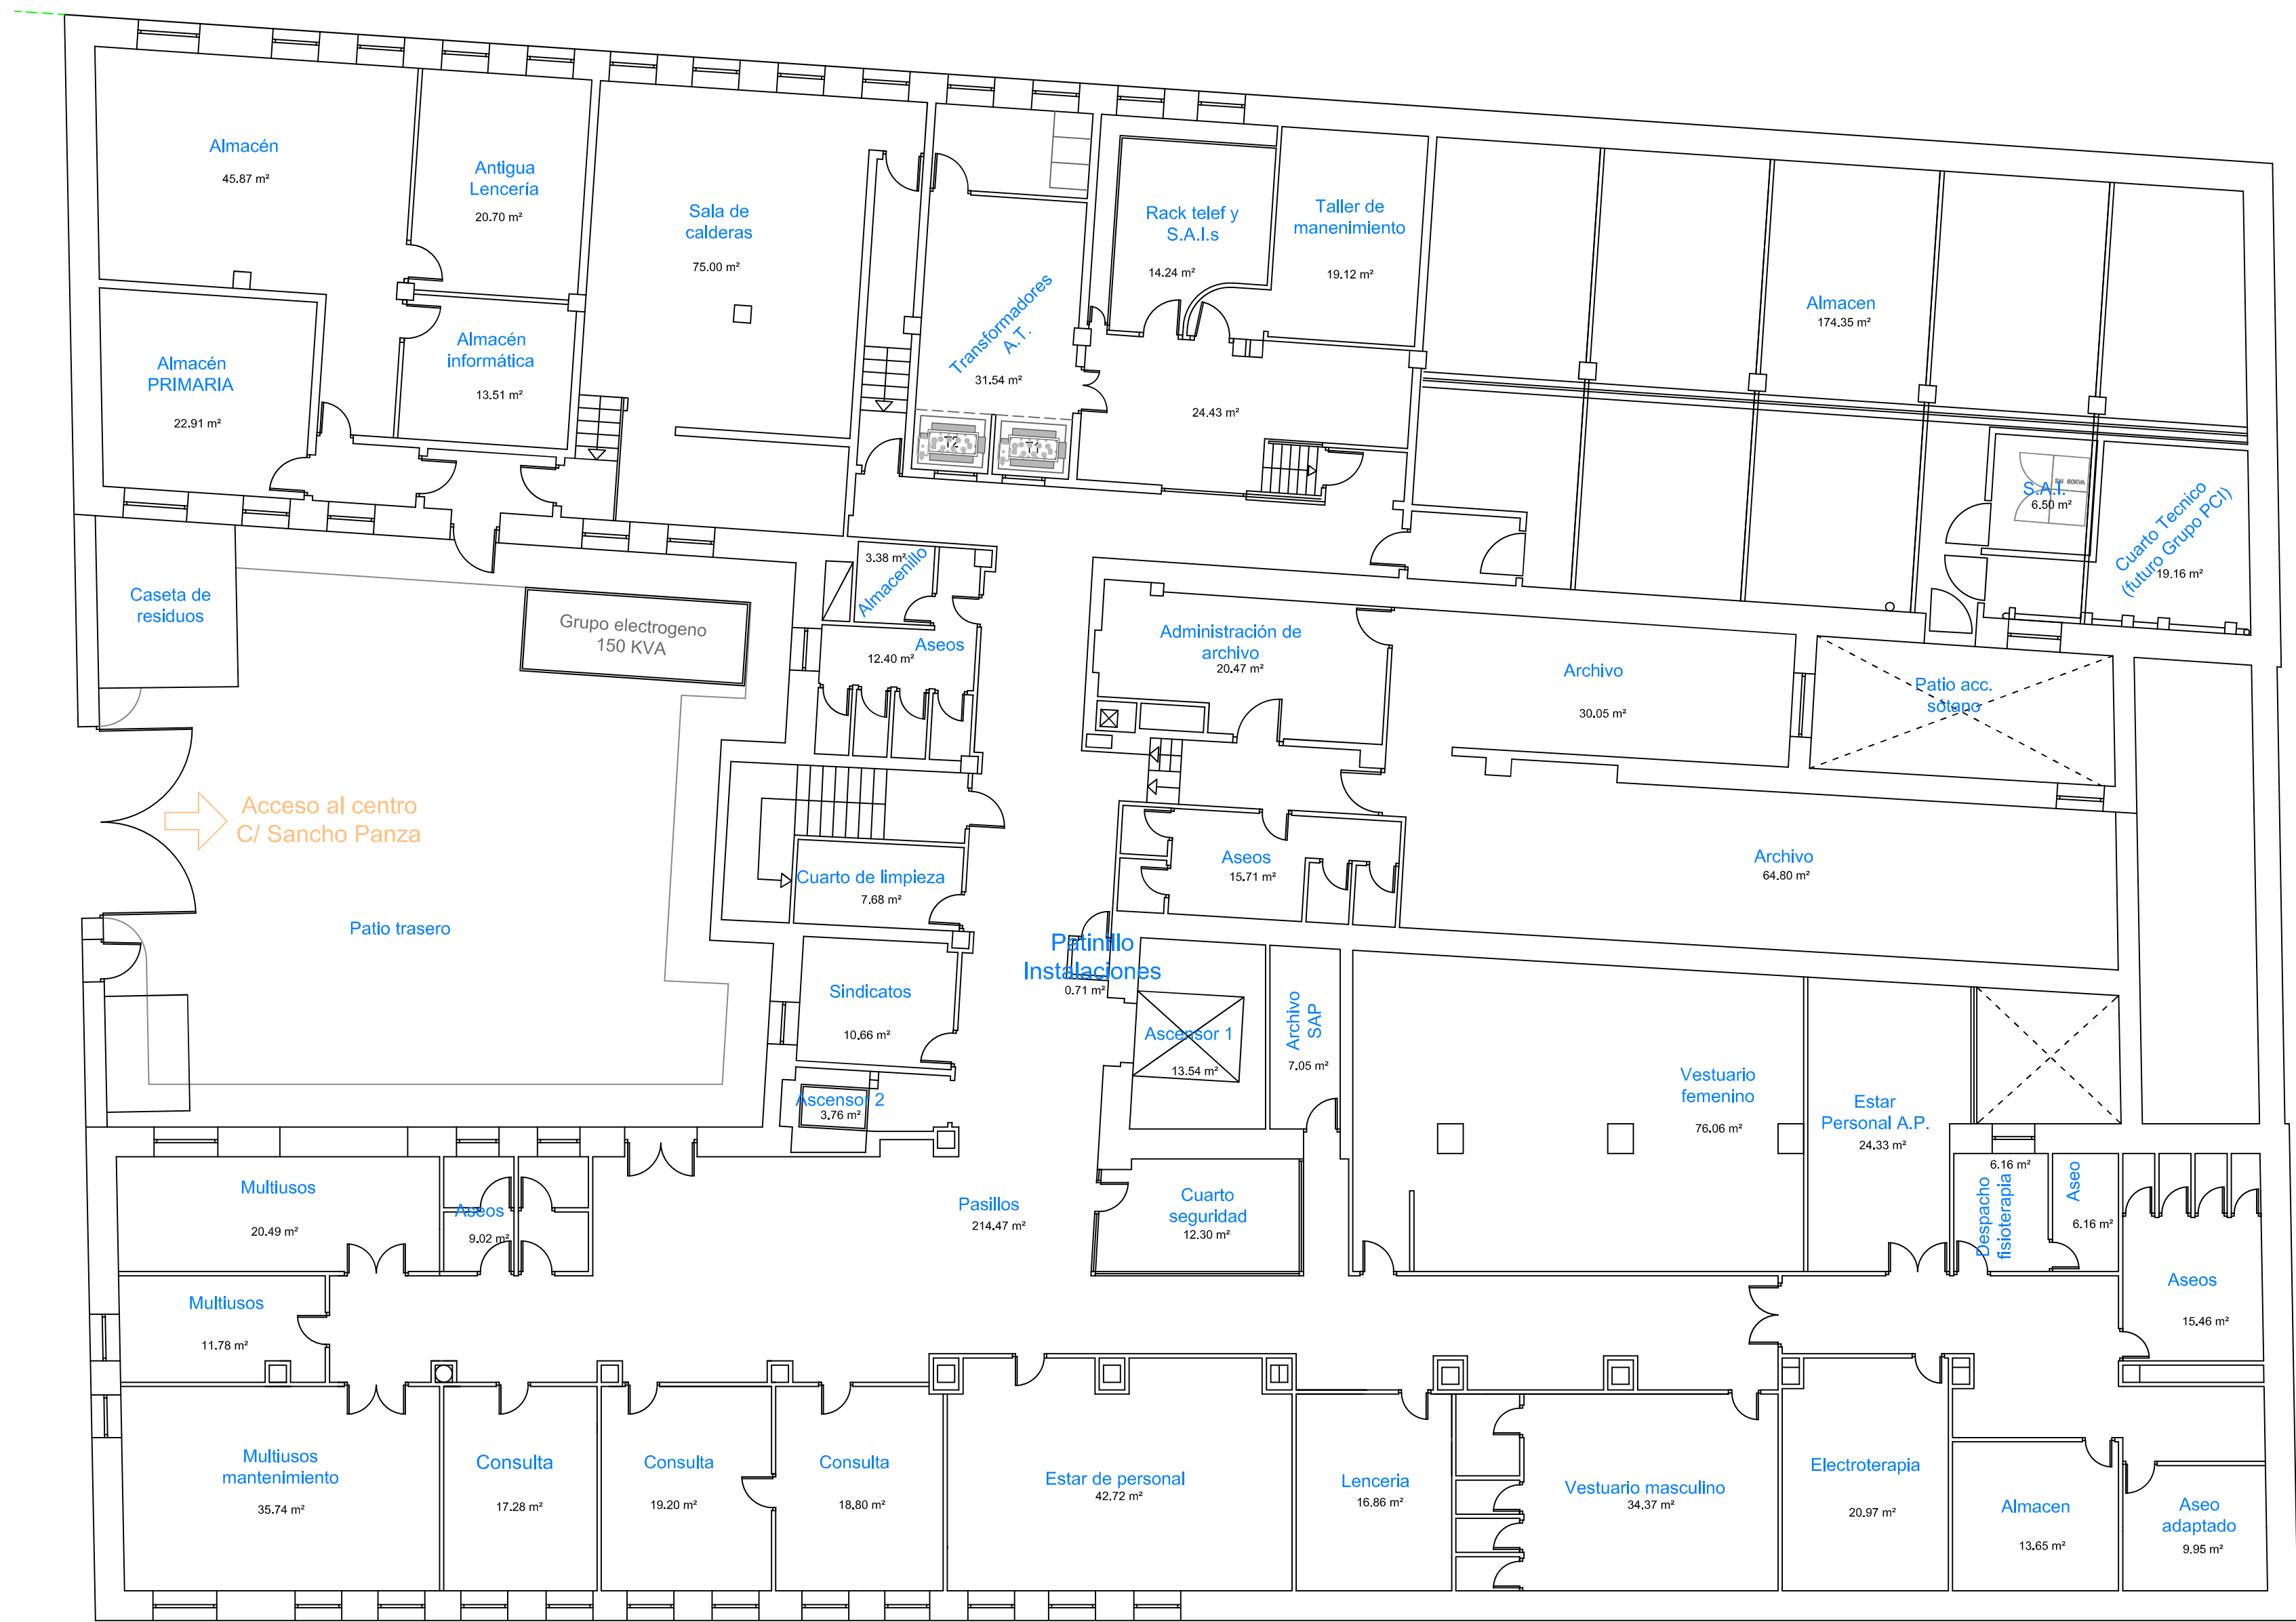 Almacén
45.87 m²
Antigua
Lencería
20.70 m²
Sala de
calderas
75.00 m²
Transformadores
A.T.
31.54 m²
T2
T1
Rack telef y
S.A.I.s
14.24 m²
Taller de
manenimiento
19.12 m²
24.43 m²
Almacen
174.35 m²
Almacén
PRIMARIA
22.91 m²
Almacén
informática
13.51 m²
S.A.I.
SAI 60KVA
6.50 m²
Cuarto Tecnico
(futuro Grupo PCI)
19.16 m²
Caseta de
residuos
Grupo electrogeno
150 KVA
3.38 m²
Almacenillo
Aseos
12.40 m²
Administración de
archivo
20.47 m²
Archivo
30.05 m²
Patio acc.
sótano
Acceso al centro
C/ Sancho Panza
Patio trasero
Cuarto de limpieza
7.68 m²
Aseos
15.71 m²
Archivo
64.80 m²
Patinillo
Instalaciones
0.71 m²
Sindicatos
10.66 m²
Ascensor 1
13.54 m²
Archivo
SAP
7.05 m²
Ascensor 2
3.76 m²
Vestuario
femenino
76.06 m²
Estar
Personal A.P.
24.33 m²
6.16 m²
Despacho
fisioterapia
Aseo
6.16 m²
Multiusos
20.49 m²
Aseos
9.02 m²
Pasillos
214.47 m²
Cuarto
seguridad
12.30 m²
Aseos
15.46 m²
Multiusos
11.78 m²
Multiusos
mantenimiento
35.74 m²
Consulta
17.28 m²
Consulta
19.20 m²
Consulta
18.80 m²
Estar de personal
42.72 m²
Lenceria
16.86 m²
Vestuario masculino
34.37 m²
Electroterapia
20.97 m²
Almacen
13.65 m²
Aseo
adaptado
9.95 m²